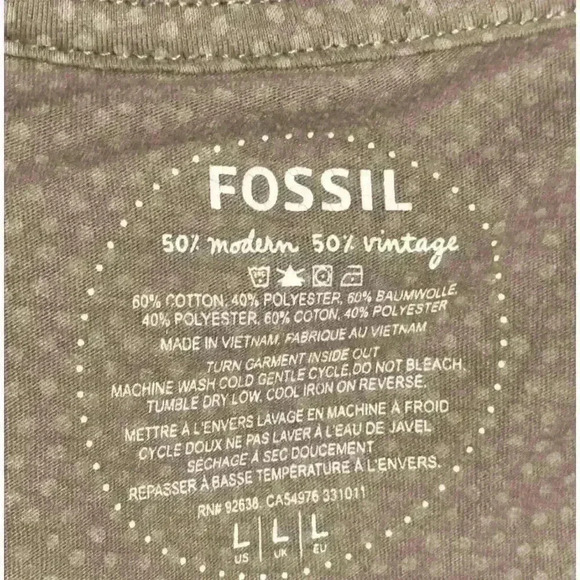 FOSSIL
50% modern 50% vintage
60% COTTON, 40% POLYESTER, 60% BAUMWOLLE,
40% POLYESTER, 60% COTON, 40% POLYESTER
MADE IN VIETNAM, FABRIQUE AU VIETNAM
TURN GARMENT INSIDE OUT
MACHINE WASH COLD GENTLE CYCLE. DO NOT BLEACH.
TUMBLE DRY LOW, COOL IRON ON REVERSE.
METTRE À L'ENVERS LAVAGE EN MACHINE À FROID
CYCLE DOUX NE PAS LAVER À L'EAU DE JAVEL
SÉCHAGE À SEC DOUCEMENT
REPASSER À BASSE TEMPÉRATURE À L'ENVERS.
RN# 92636, CA54976 331011
L L L
US UK EU